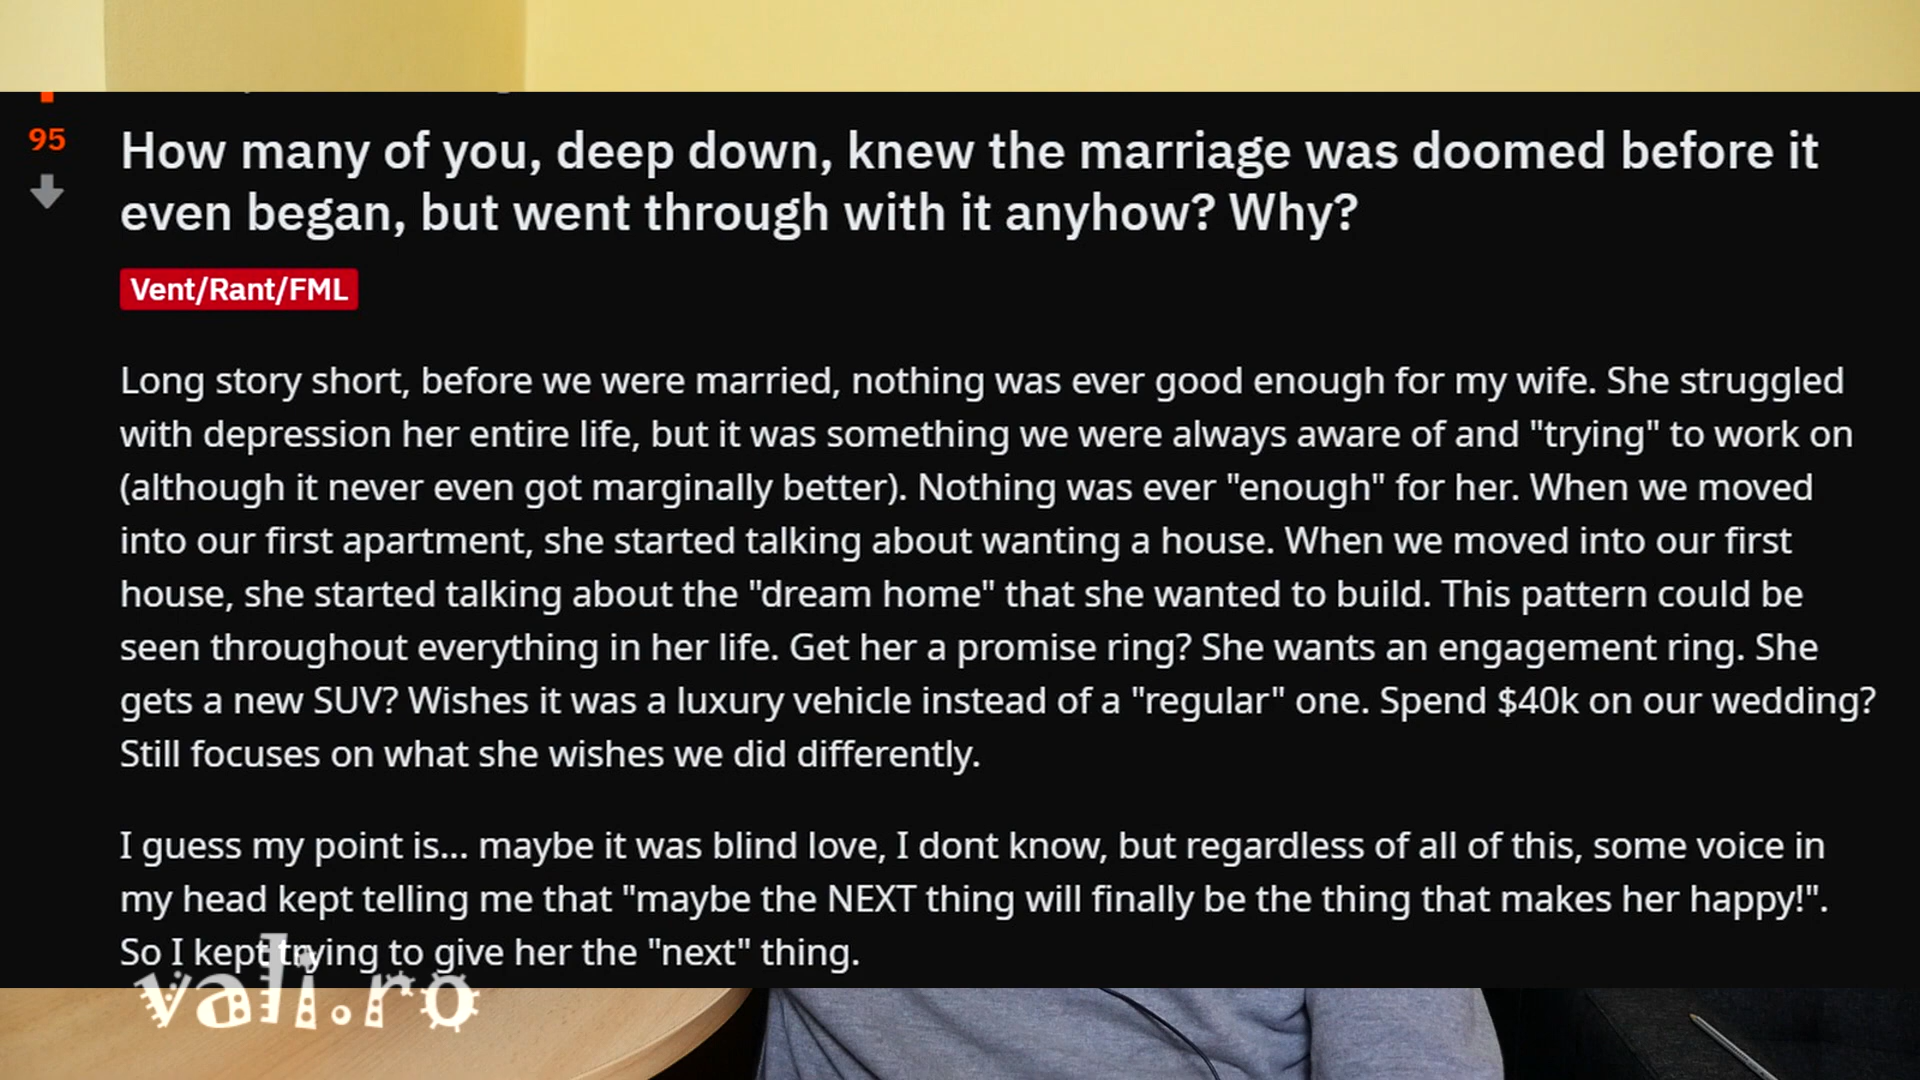 95
How many of you, deep down, knew the marriage was doomed before it
even began, but went through with it anyhow? Why?
Vent/Rant/FML
Long story short, before we were married, nothing was ever good enough for my wife. She struggled
with depression her entire life, but it was something we were always aware of and "trying" to work on
(although it never even got marginally better). Nothing was ever "enough" for her. When we moved
into our first apartment, she started talking about wanting a house. When we moved into our first
house, she started talking about the "dream home" that she wanted to build. This pattern could be
seen throughout everything in her life. Get her a promise ring? She wants an engagement ring. She
gets a new SUV? Wishes it was a luxury vehicle instead of a "regular" one. Spend $40k on our wedding?
Still focuses on what she wishes we did differently.
I guess my point is... maybe it was blind love, I dont know, but regardless of all of this, some voice in
my head kept telling me that "maybe the NEXT thing will finally be the thing that makes her happy!".
So I kept trying to give her the "next" thing.
vali.ro